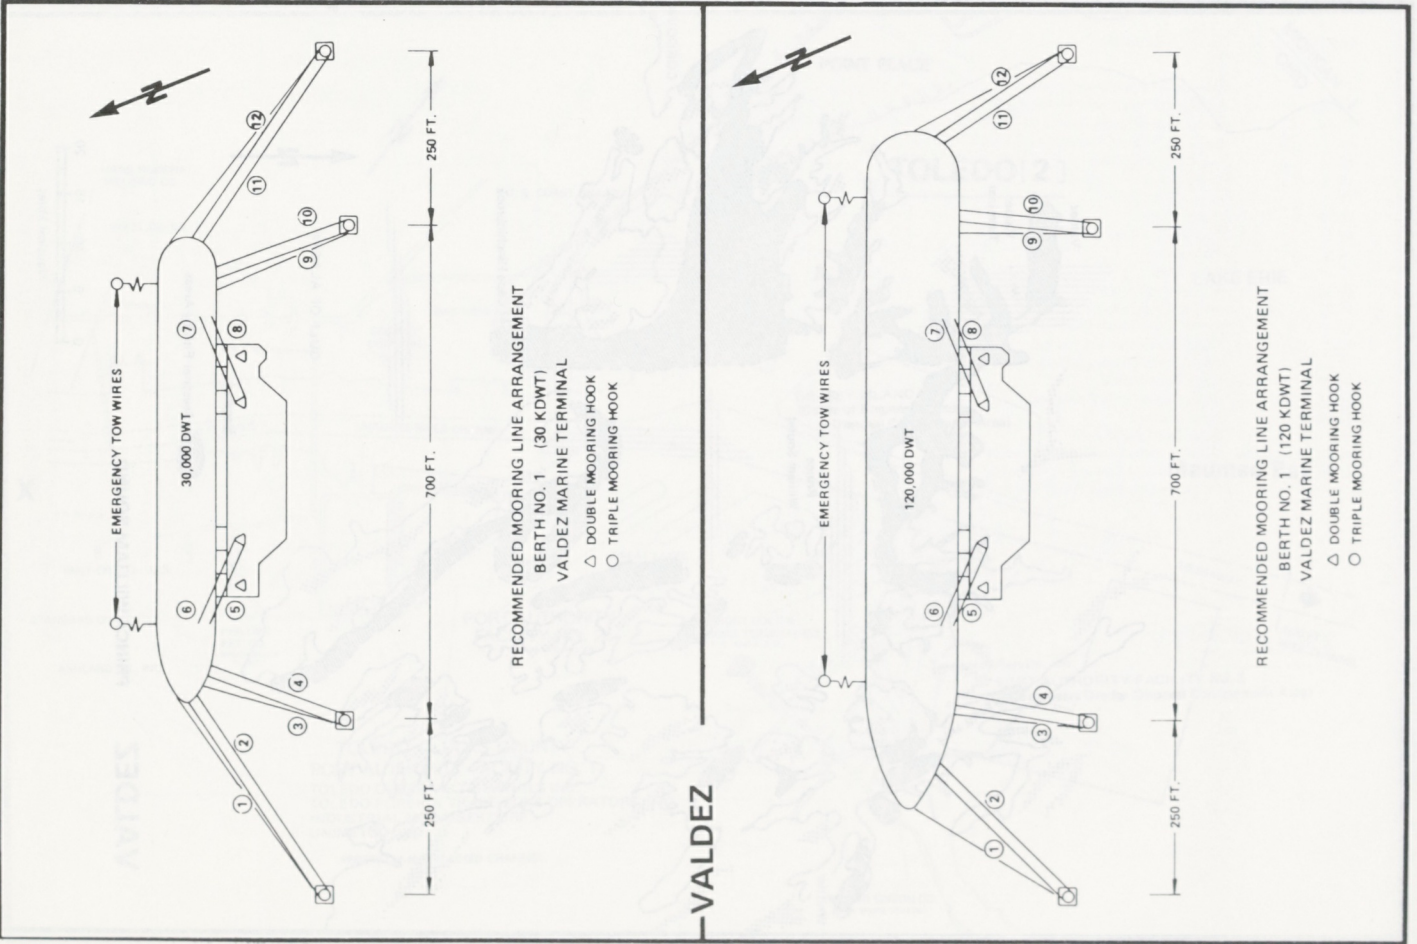 VALDEZ
N
EMERGENCY TOW WIRES
30,000 DWT
1
2
3
4
5
6
7
8
9
10
11
12
250 FT.
700 FT.
250 FT.
RECOMMENDED MOORING LINE ARRANGEMENT
BERTH NO. 1 (30 KDWT)
VALDEZ MARINE TERMINAL
△ DOUBLE MOORING HOOK
○ TRIPLE MOORING HOOK
N
EMERGENCY TOW WIRES
120,000 DWT
1
2
3
4
5
6
7
8
9
10
11
12
250 FT.
700 FT.
250 FT.
RECOMMENDED MOORING LINE ARRANGEMENT
BERTH NO. 1 (120 KDWT)
VALDEZ MARINE TERMINAL
△ DOUBLE MOORING HOOK
○ TRIPLE MOORING HOOK